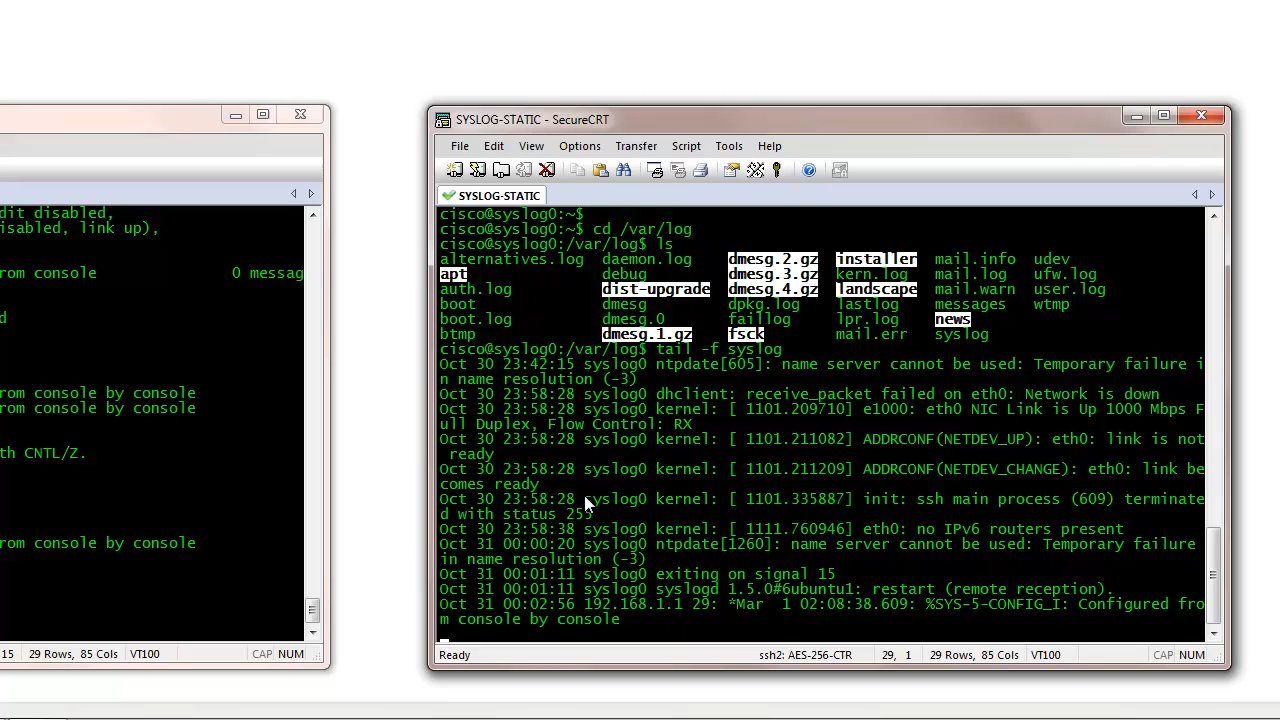 dit disabled,
isabled, link up),
rom console 0 messag
d
rom console by console
rom console by console
th CNTL/Z.
rom console by console
15 29 Rows, 85 Cols VT100 CAP NUM
SYSLOG-STATIC - SecureCRT
File Edit View Options Transfer Script Tools Help
SYSLOG-STATIC
cisco@syslog0:~$
cisco@syslog0:~$ cd /var/log
cisco@syslog0:/var/log$ ls
alternatives.log daemon.log dmesg.2.gz installer mail.info udev
apt debug dmesg.3.gz kern.log mail.log ufw.log
auth.log dist-upgrade dmesg.4.gz landscape mail.warn user.log
boot dmesg dpkg.log lastlog messages wtmp
boot.log dmesg.0 faillog lpr.log news
btmp dmesg.1.gz fsck mail.err syslog
cisco@syslog0:/var/log$ tail -f syslog
Oct 30 23:42:15 syslog0 ntpdate[605]: name server cannot be used: Temporary failure i
n name resolution (-3)
Oct 30 23:58:28 syslog0 dhclient: receive_packet failed on eth0: Network is down
Oct 30 23:58:28 syslog0 kernel: [ 1101.209710] e1000: eth0 NIC Link is Up 1000 Mbps F
ull Duplex, Flow Control: RX
Oct 30 23:58:28 syslog0 kernel: [ 1101.211082] ADDRCONF(NETDEV_UP): eth0: link is not
ready
Oct 30 23:58:28 syslog0 kernel: [ 1101.211209] ADDRCONF(NETDEV_CHANGE): eth0: link be
comes ready
Oct 30 23:58:28 syslog0 kernel: [ 1101.335887] init: ssh main process (609) terminate
d with status 255
Oct 30 23:58:38 syslog0 kernel: [ 1111.760946] eth0: no IPv6 routers present
Oct 31 00:00:20 syslog0 ntpdate[1260]: name server cannot be used: Temporary failure
in name resolution (-3)
Oct 31 00:01:11 syslog0 exiting on signal 15
Oct 31 00:01:11 syslog0 syslogd 1.5.0#6ubuntu1: restart (remote reception).
Oct 31 00:02:56 192.168.1.1 29: *Mar 1 02:08:38.609: %SYS-5-CONFIG_I: Configured fro
m console by console
Ready ssh2: AES-256-CTR 29, 1 29 Rows, 85 Cols VT100 CAP NUM